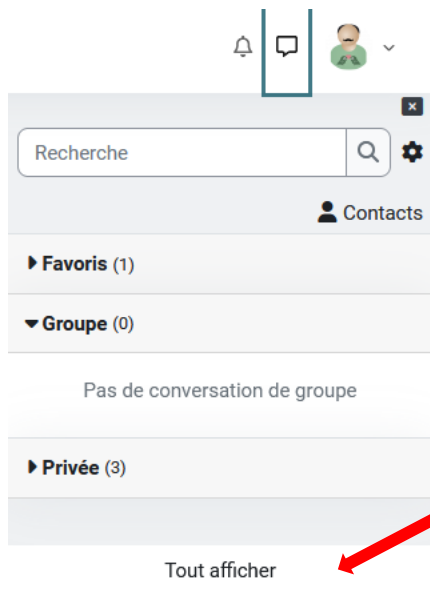 Recherche
Contacts
Favoris (1)
Groupe (0)
Pas de conversation de groupe
Privée (3)
Tout afficher